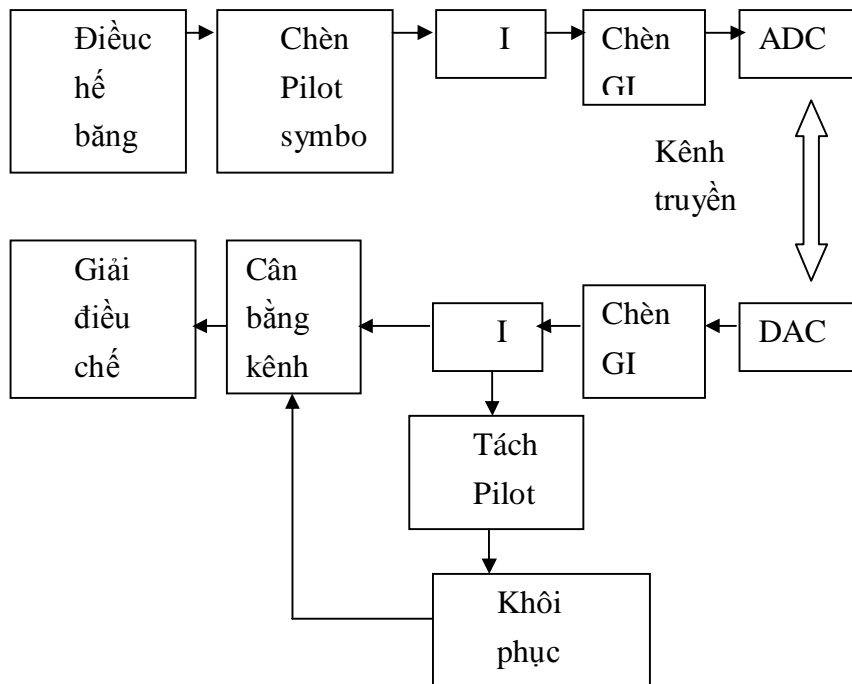 Điềuc
hế
băng
Chèn
Pilot
symbo
I
Chèn
GI
ADC
Kênh
truyền
Giải
điều
chế
Cân
bằng
kênh
I
Chèn
GI
DAC
Tách
Pilot
Khôi
phục